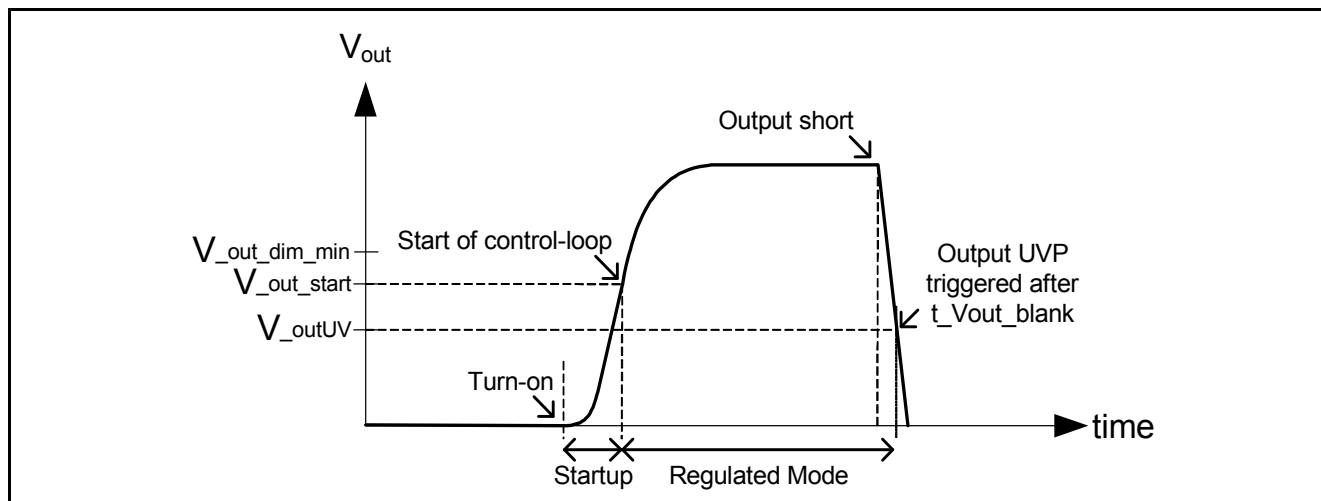 Vout
Output short
Start of control-loop
V_out_dim_min
V_out_start
V_outUV
Output UVP
triggered after
t_Vout_blank
Turn-on
time
Startup
Regulated Mode